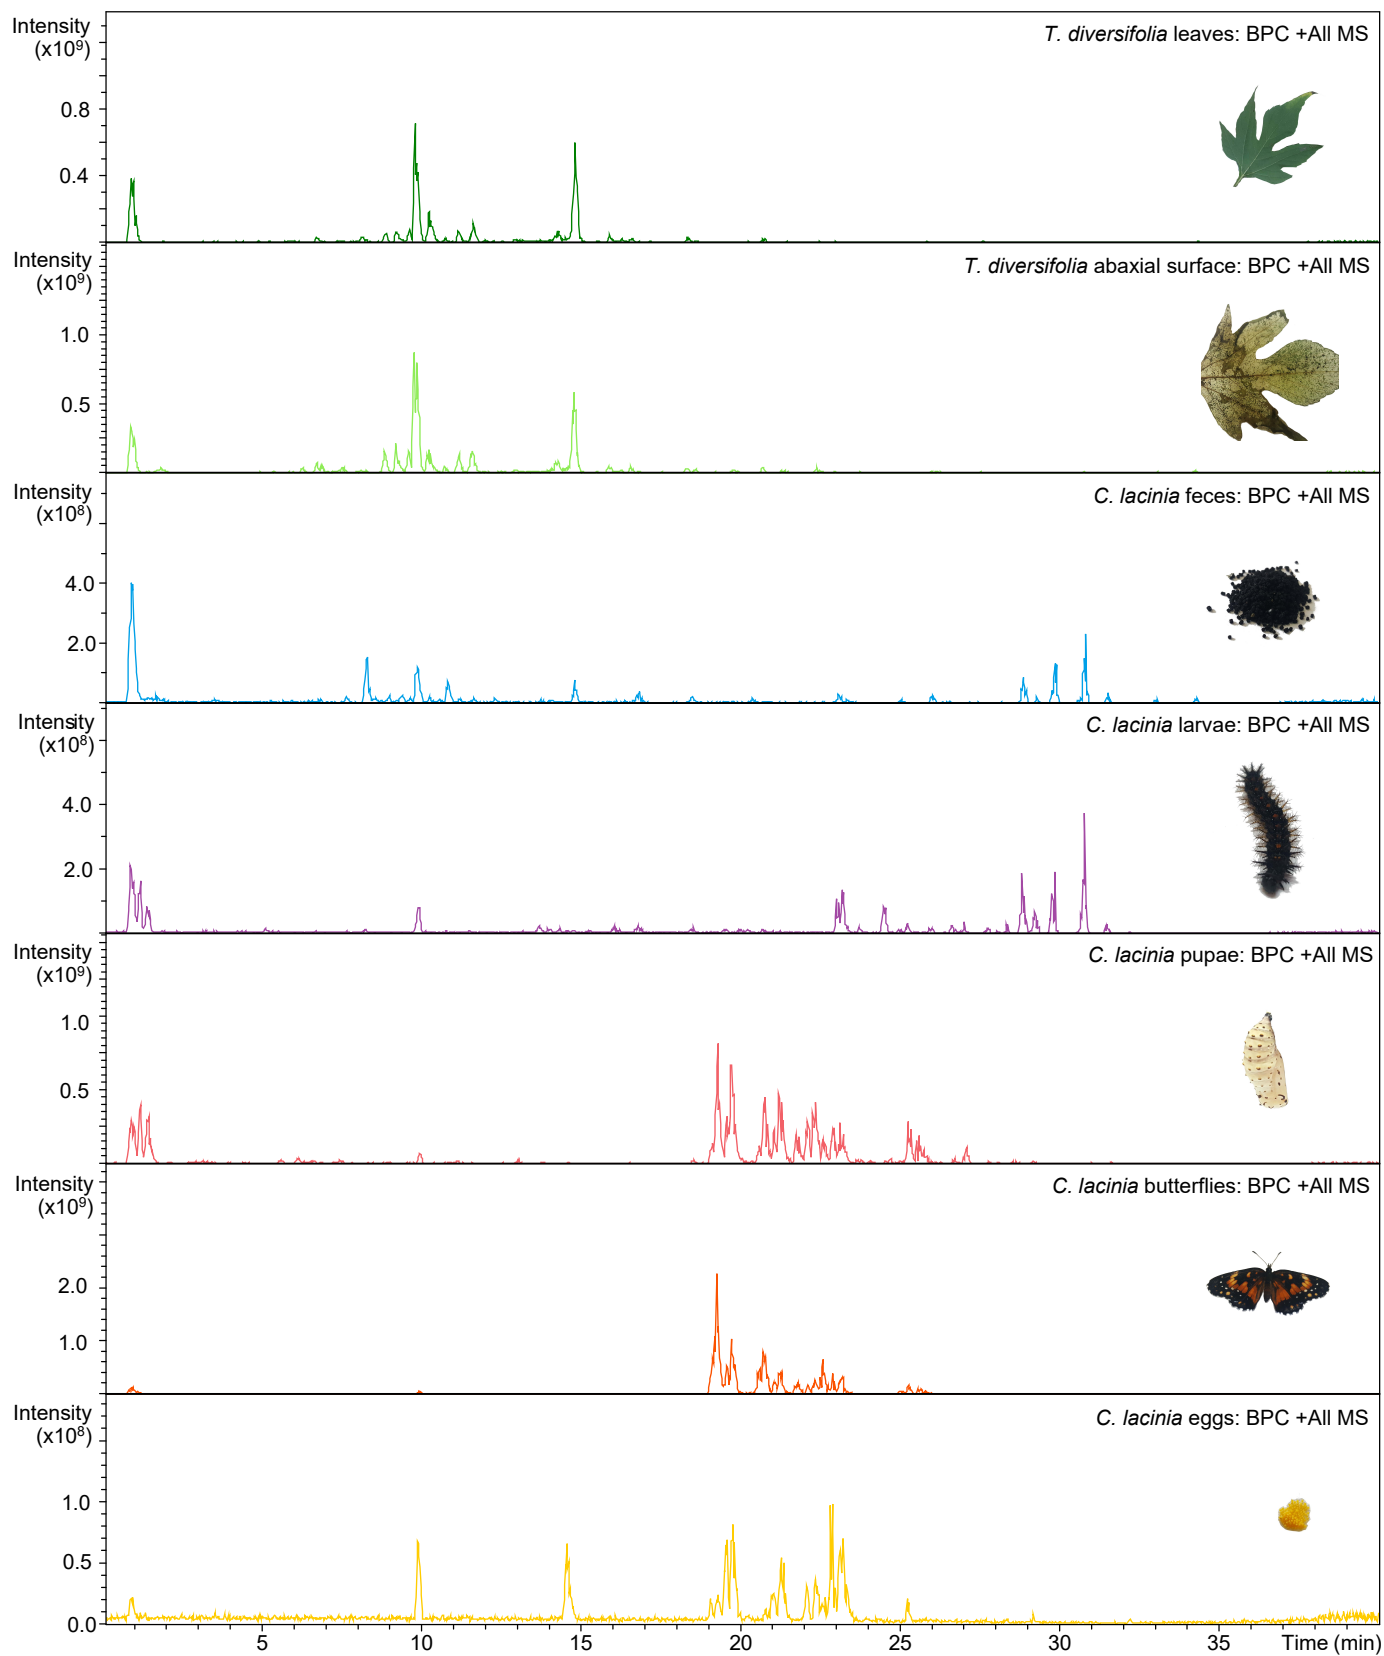 Intensity
(x10⁹)
T. diversifolia leaves: BPC +All MS
0.8
0.4
Intensity
(x10⁹)
T. diversifolia abaxial surface: BPC +All MS
1.0
0.5
Intensity
(x10⁸)
C. lacinia feces: BPC +All MS
4.0
2.0
Intensity
(x10⁸)
C. lacinia larvae: BPC +All MS
4.0
2.0
Intensity
(x10⁹)
C. lacinia pupae: BPC +All MS
1.0
0.5
Intensity
(x10⁹)
C. lacinia butterflies: BPC +All MS
2.0
1.0
Intensity
(x10⁸)
C. lacinia eggs: BPC +All MS
1.0
0.5
0.0
5 10 15 20 25 30 35 Time (min)